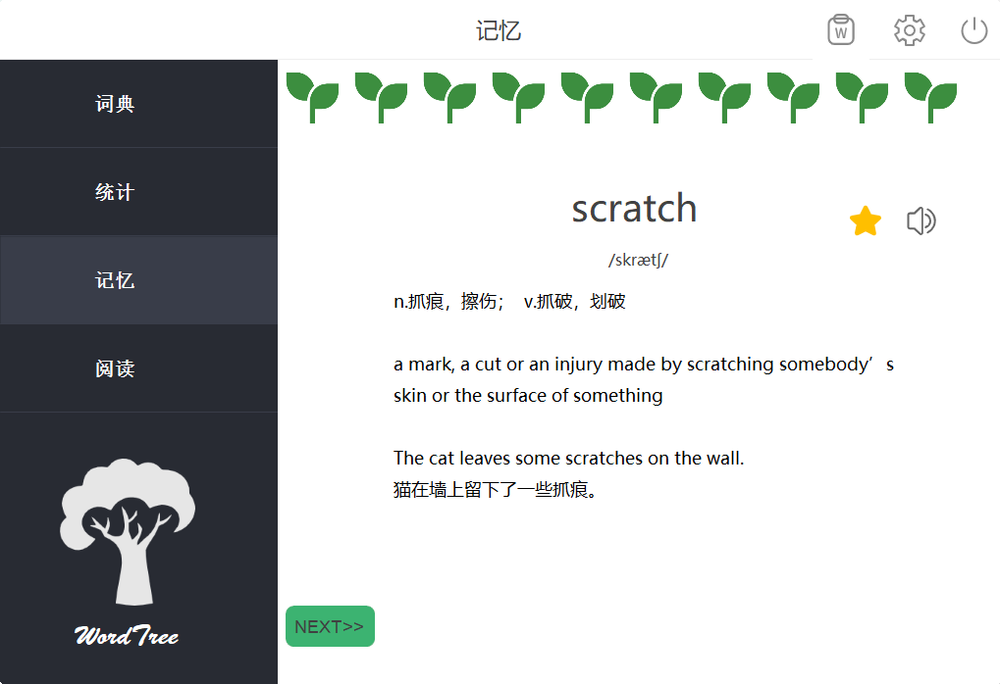 记忆
W
词典
统计
记忆
阅读
WordTree
scratch
/skrætʃ/
n.抓痕，擦伤； v.抓破，划破
a mark, a cut or an injury made by scratching somebody’s
skin or the surface of something
The cat leaves some scratches on the wall.
猫在墙上留下了一些抓痕。
NEXT>>